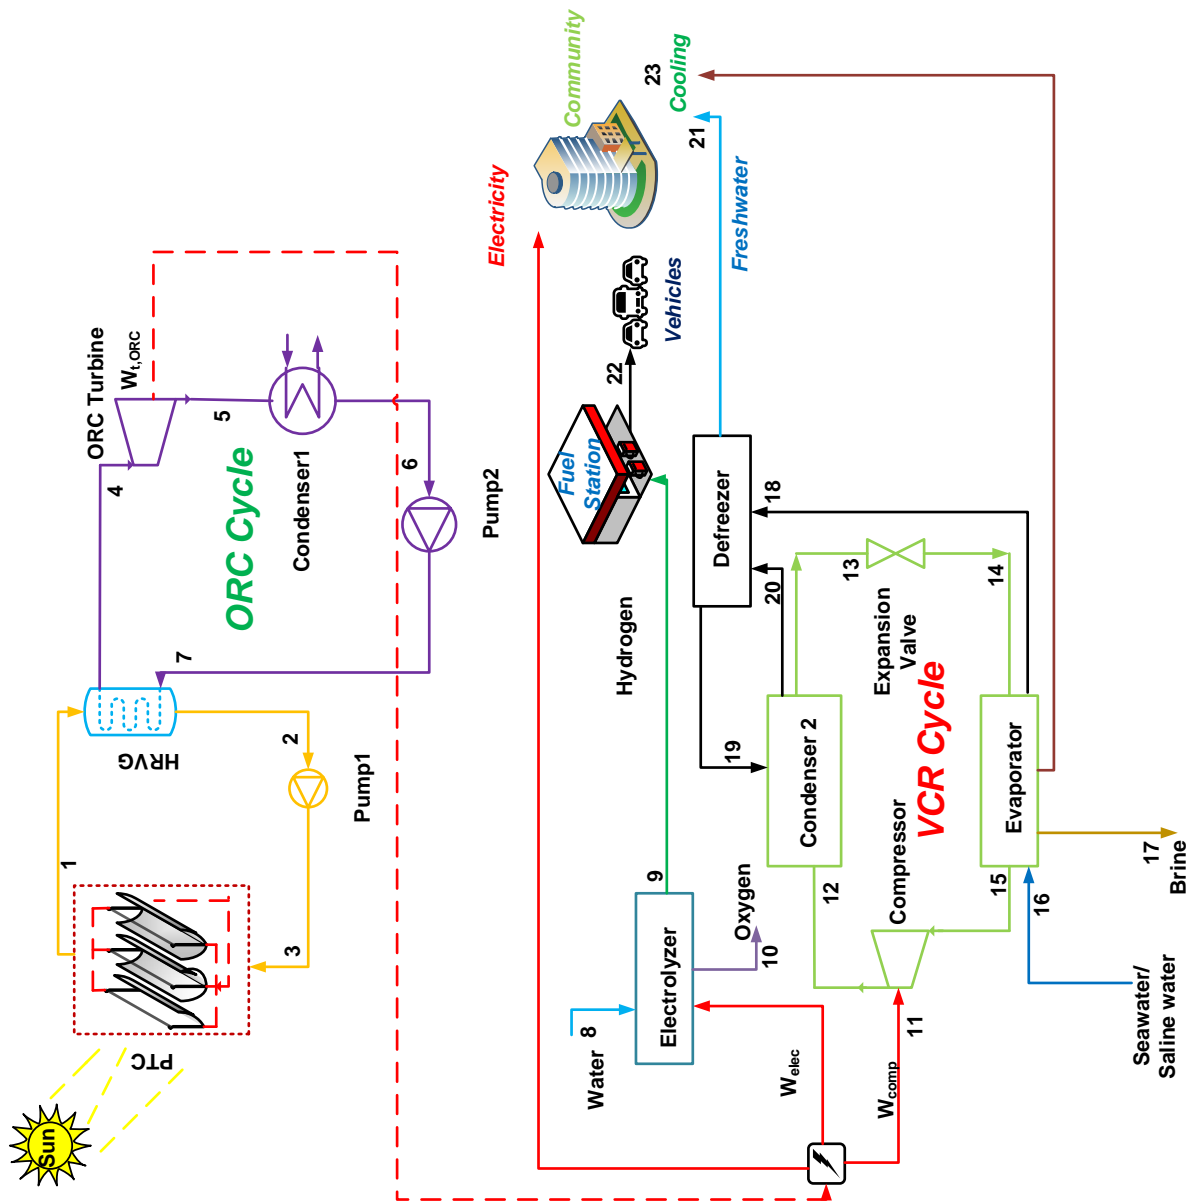 Sun
PTC
1
3
2
Pump1
HRVG
7
4
ORC Turbine
W_t,ORC
5
ORC Cycle
Condenser1
6
Pump2
Electricity
Community
23
Cooling
21
Freshwater
Vehicles
22
Fuel
Station
Hydrogen
9
Water
8
Electrolyzer
Oxygen
10
W_elec
W_comp
11
Defreezer
18
20
19
13
Expansion
Valve
14
Condenser 2
VCR Cycle
12
Compressor
Evaporator
15
16
17
Brine
Seawater/
Saline water